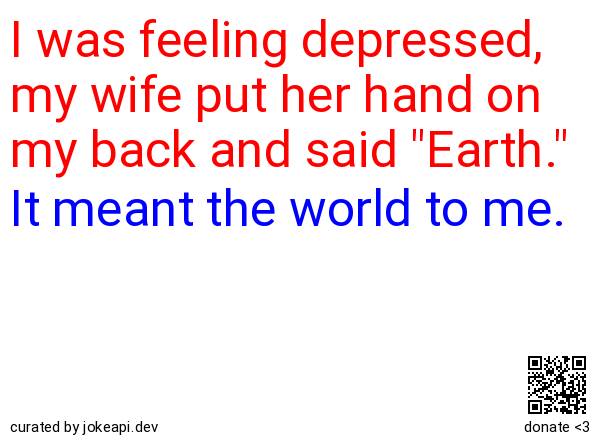 I was feeling depressed,
my wife put her hand on
my back and said "Earth."
It meant the world to me.
curated by jokeapi.dev
donate <3